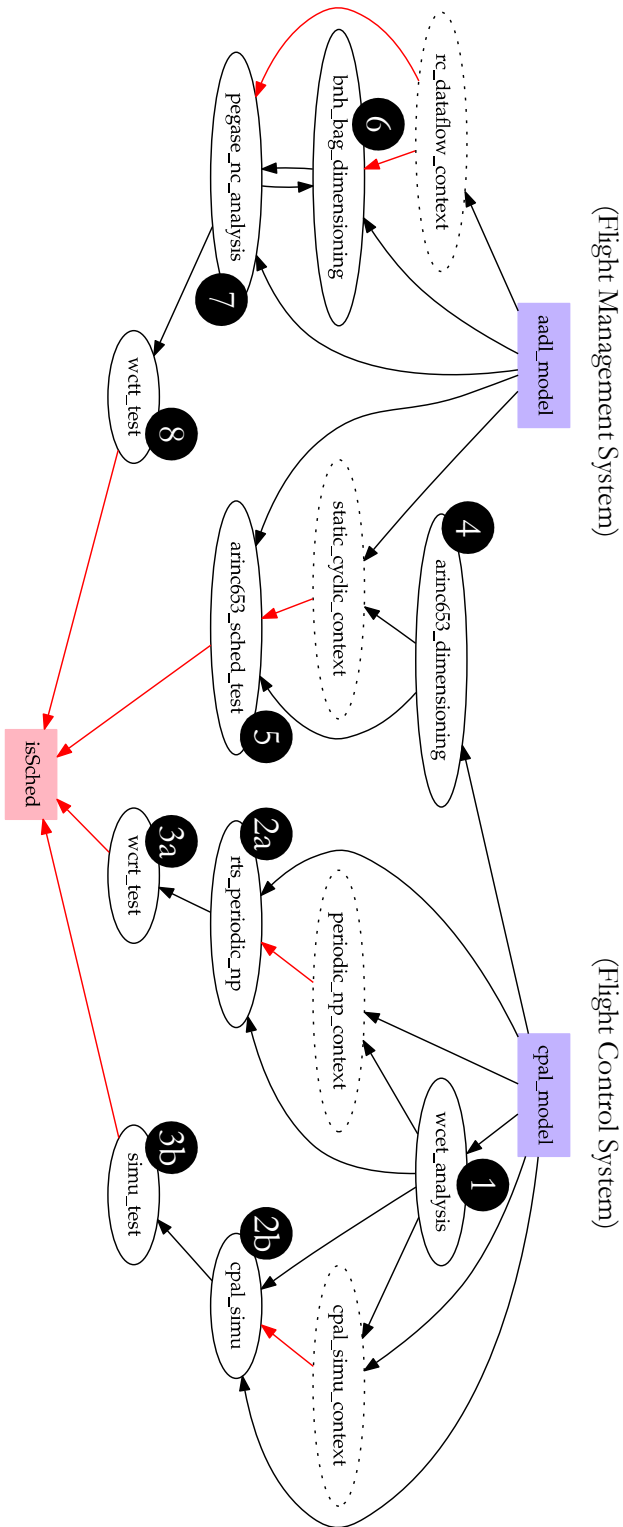 (Flight Management System)
(Flight Control System)
aadl_model
cpal_model
rc_dataflow_context
4
arinc653_dimensioning
wcet_analysis
1
bnh_bag_dimensioning
6
static_cyclic_context
periodic_np_context
cpal_simu_context
pegase_nc_analysis
7
arinc653_sched_test
5
2a
rts_periodic_np
2b
cpal_simu
wctt_test
8
3a
wcrt_test
3b
simu_test
isSched